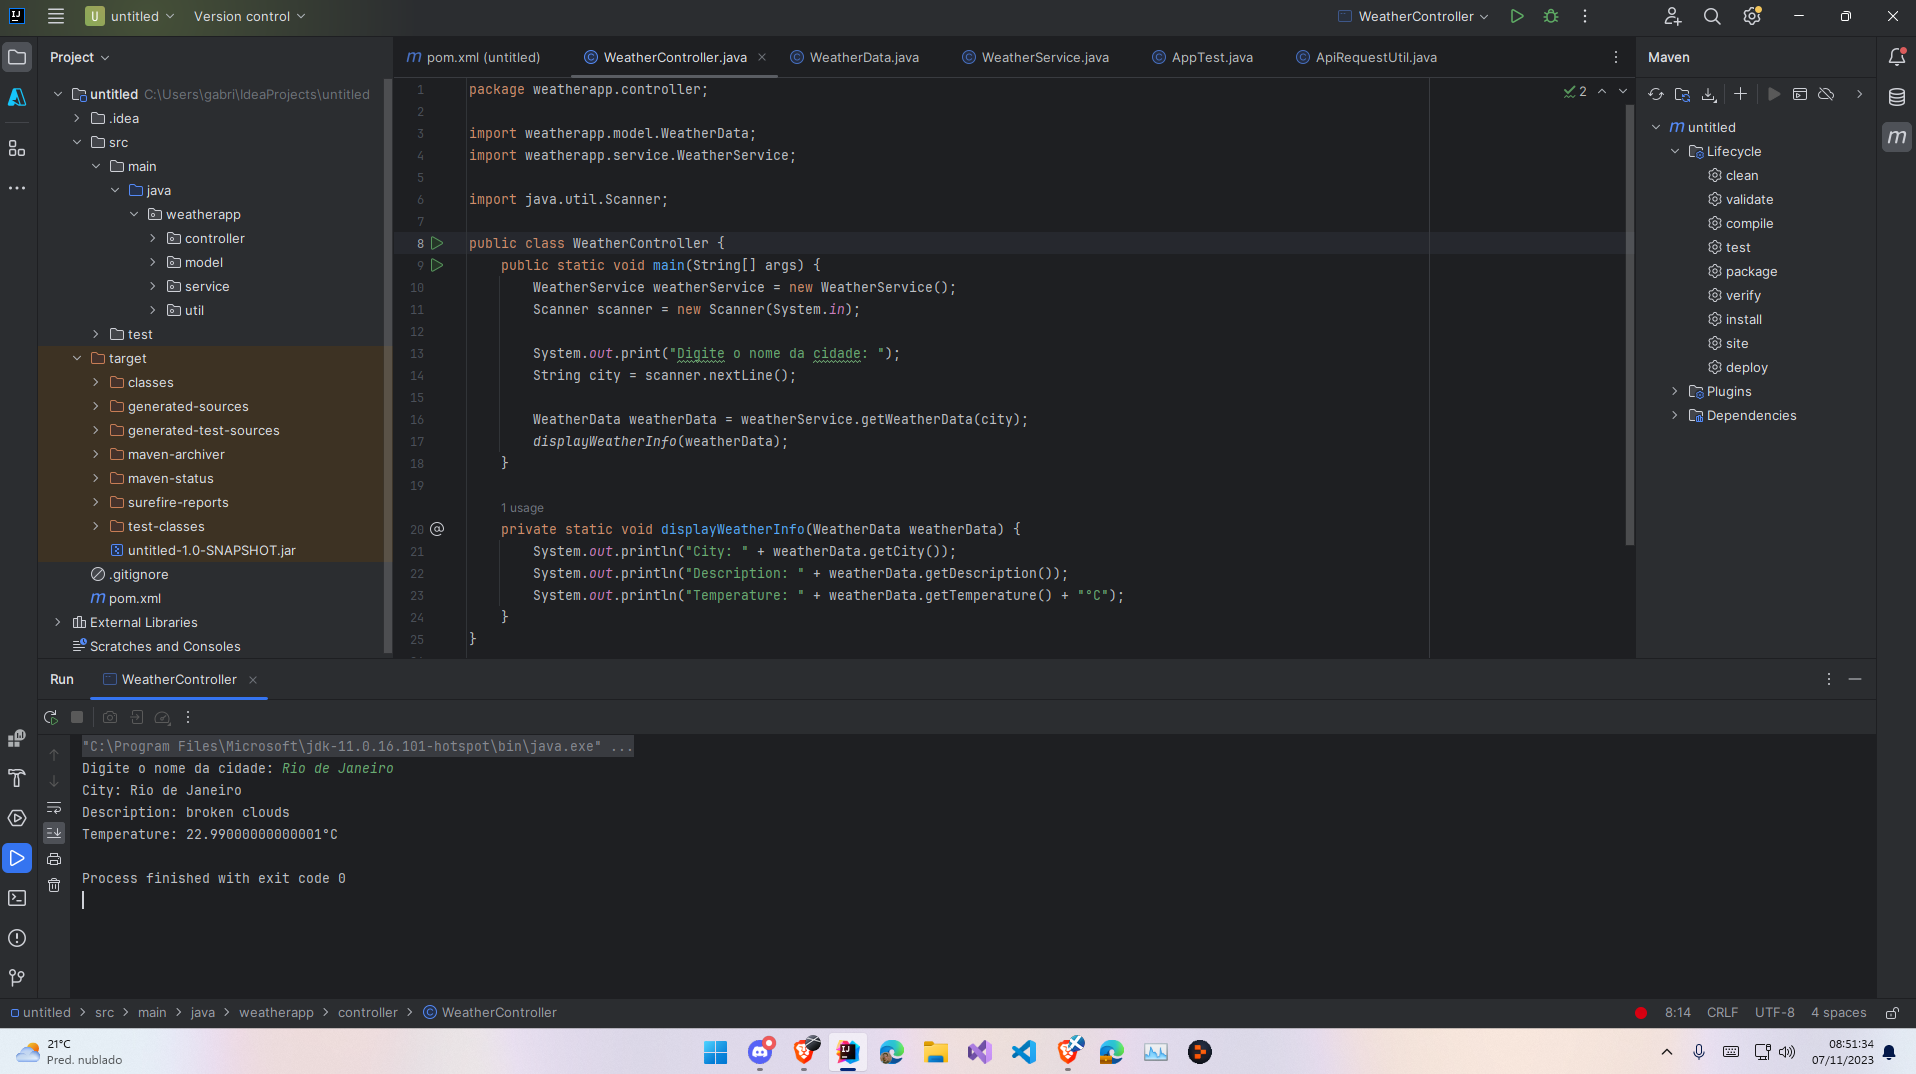 untitled
Version control
WeatherController
Project
pom.xml (untitled)
WeatherController.java
WeatherData.java
WeatherService.java
AppTest.java
ApiRequestUtil.java
Maven
untitled C:\Users\gabri\IdeaProjects\untitled
.idea
src
main
java
weatherapp
controller
model
service
util
test
target
classes
generated-sources
generated-test-sources
maven-archiver
maven-status
surefire-reports
test-classes
untitled-1.0-SNAPSHOT.jar
.gitignore
pom.xml
External Libraries
Scratches and Consoles
2
1 package weatherapp.controller;
2
3 import weatherapp.model.WeatherData;
4 import weatherapp.service.WeatherService;
5
6 import java.util.Scanner;
7
8 public class WeatherController {
9 public static void main(String[] args) {
10 WeatherService weatherService = new WeatherService();
11 Scanner scanner = new Scanner(System.in);
12
13 System.out.print("Digite o nome da cidade: ");
14 String city = scanner.nextLine();
15
16 WeatherData weatherData = weatherService.getWeatherData(city);
17 displayWeatherInfo(weatherData);
18 }
19
1 usage
20 private static void displayWeatherInfo(WeatherData weatherData) {
21 System.out.println("City: " + weatherData.getCity());
22 System.out.println("Description: " + weatherData.getDescription());
23 System.out.println("Temperature: " + weatherData.getTemperature() + "°C");
24 }
25 }
m untitled
Lifecycle
clean
validate
compile
test
package
verify
install
site
deploy
Plugins
Dependencies
Run
WeatherController
"C:\Program Files\Microsoft\jdk-11.0.16.101-hotspot\bin\java.exe" ...
Digite o nome da cidade: Rio de Janeiro
City: Rio de Janeiro
Description: broken clouds
Temperature: 22.99000000000001°C
Process finished with exit code 0
untitled > src > main > java > weatherapp > controller > WeatherController
8:14 CRLF UTF-8 4 spaces
21°C
Pred. nublado
08:51:34
07/11/2023